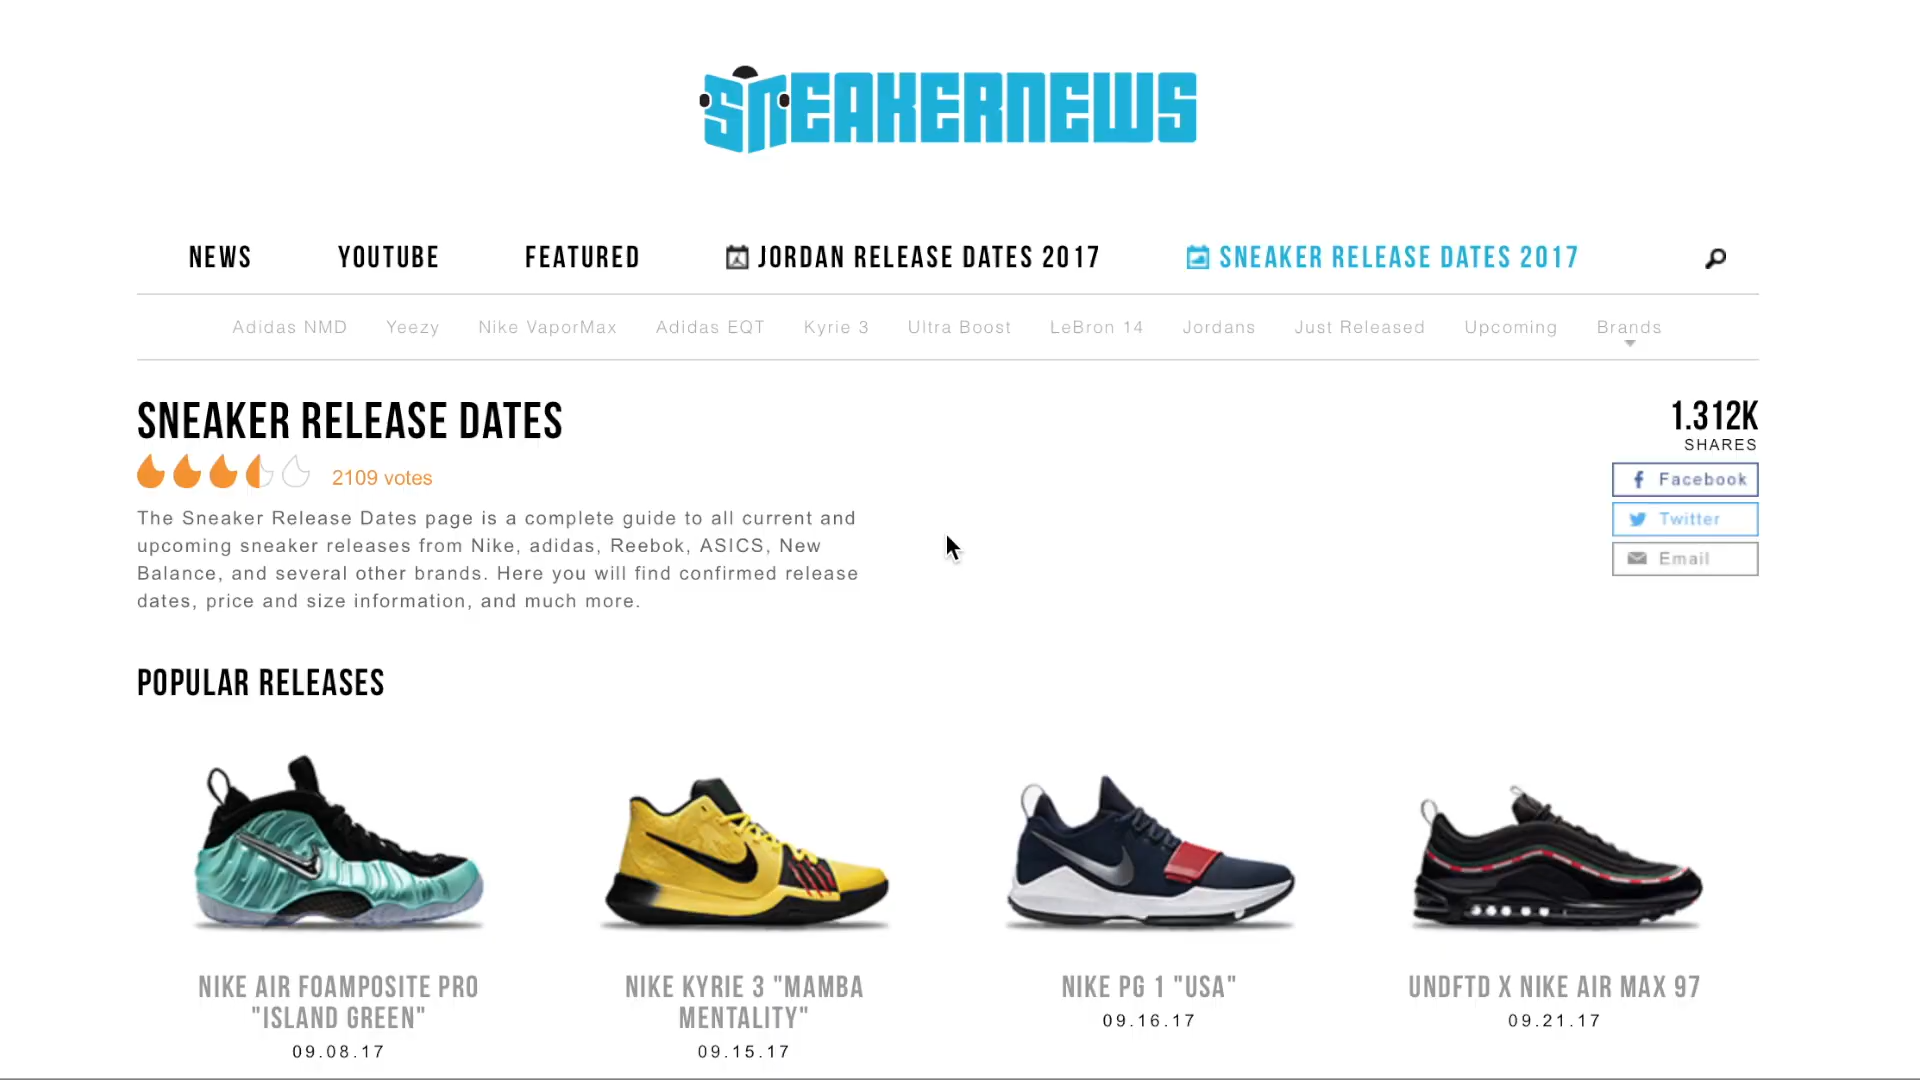 SNEAKERNEWS
NEWS YOUTUBE FEATURED JORDAN RELEASE DATES 2017 SNEAKER RELEASE DATES 2017
Adidas NMD Yeezy Nike VaporMax Adidas EQT Kyrie 3 Ultra Boost LeBron 14 Jordans Just Released Upcoming Brands
SNEAKER RELEASE DATES
2109 votes
The Sneaker Release Dates page is a complete guide to all current and
upcoming sneaker releases from Nike, adidas, Reebok, ASICS, New
Balance, and several other brands. Here you will find confirmed release
dates, price and size information, and much more.
1.312K
SHARES
Facebook
Twitter
Email
POPULAR RELEASES
NIKE AIR FOAMPOSITE PRO
"ISLAND GREEN"
09.08.17
NIKE KYRIE 3 "MAMBA
MENTALITY"
09.15.17
NIKE PG 1 "USA"
09.16.17
UNDFTD X NIKE AIR MAX 97
09.21.17